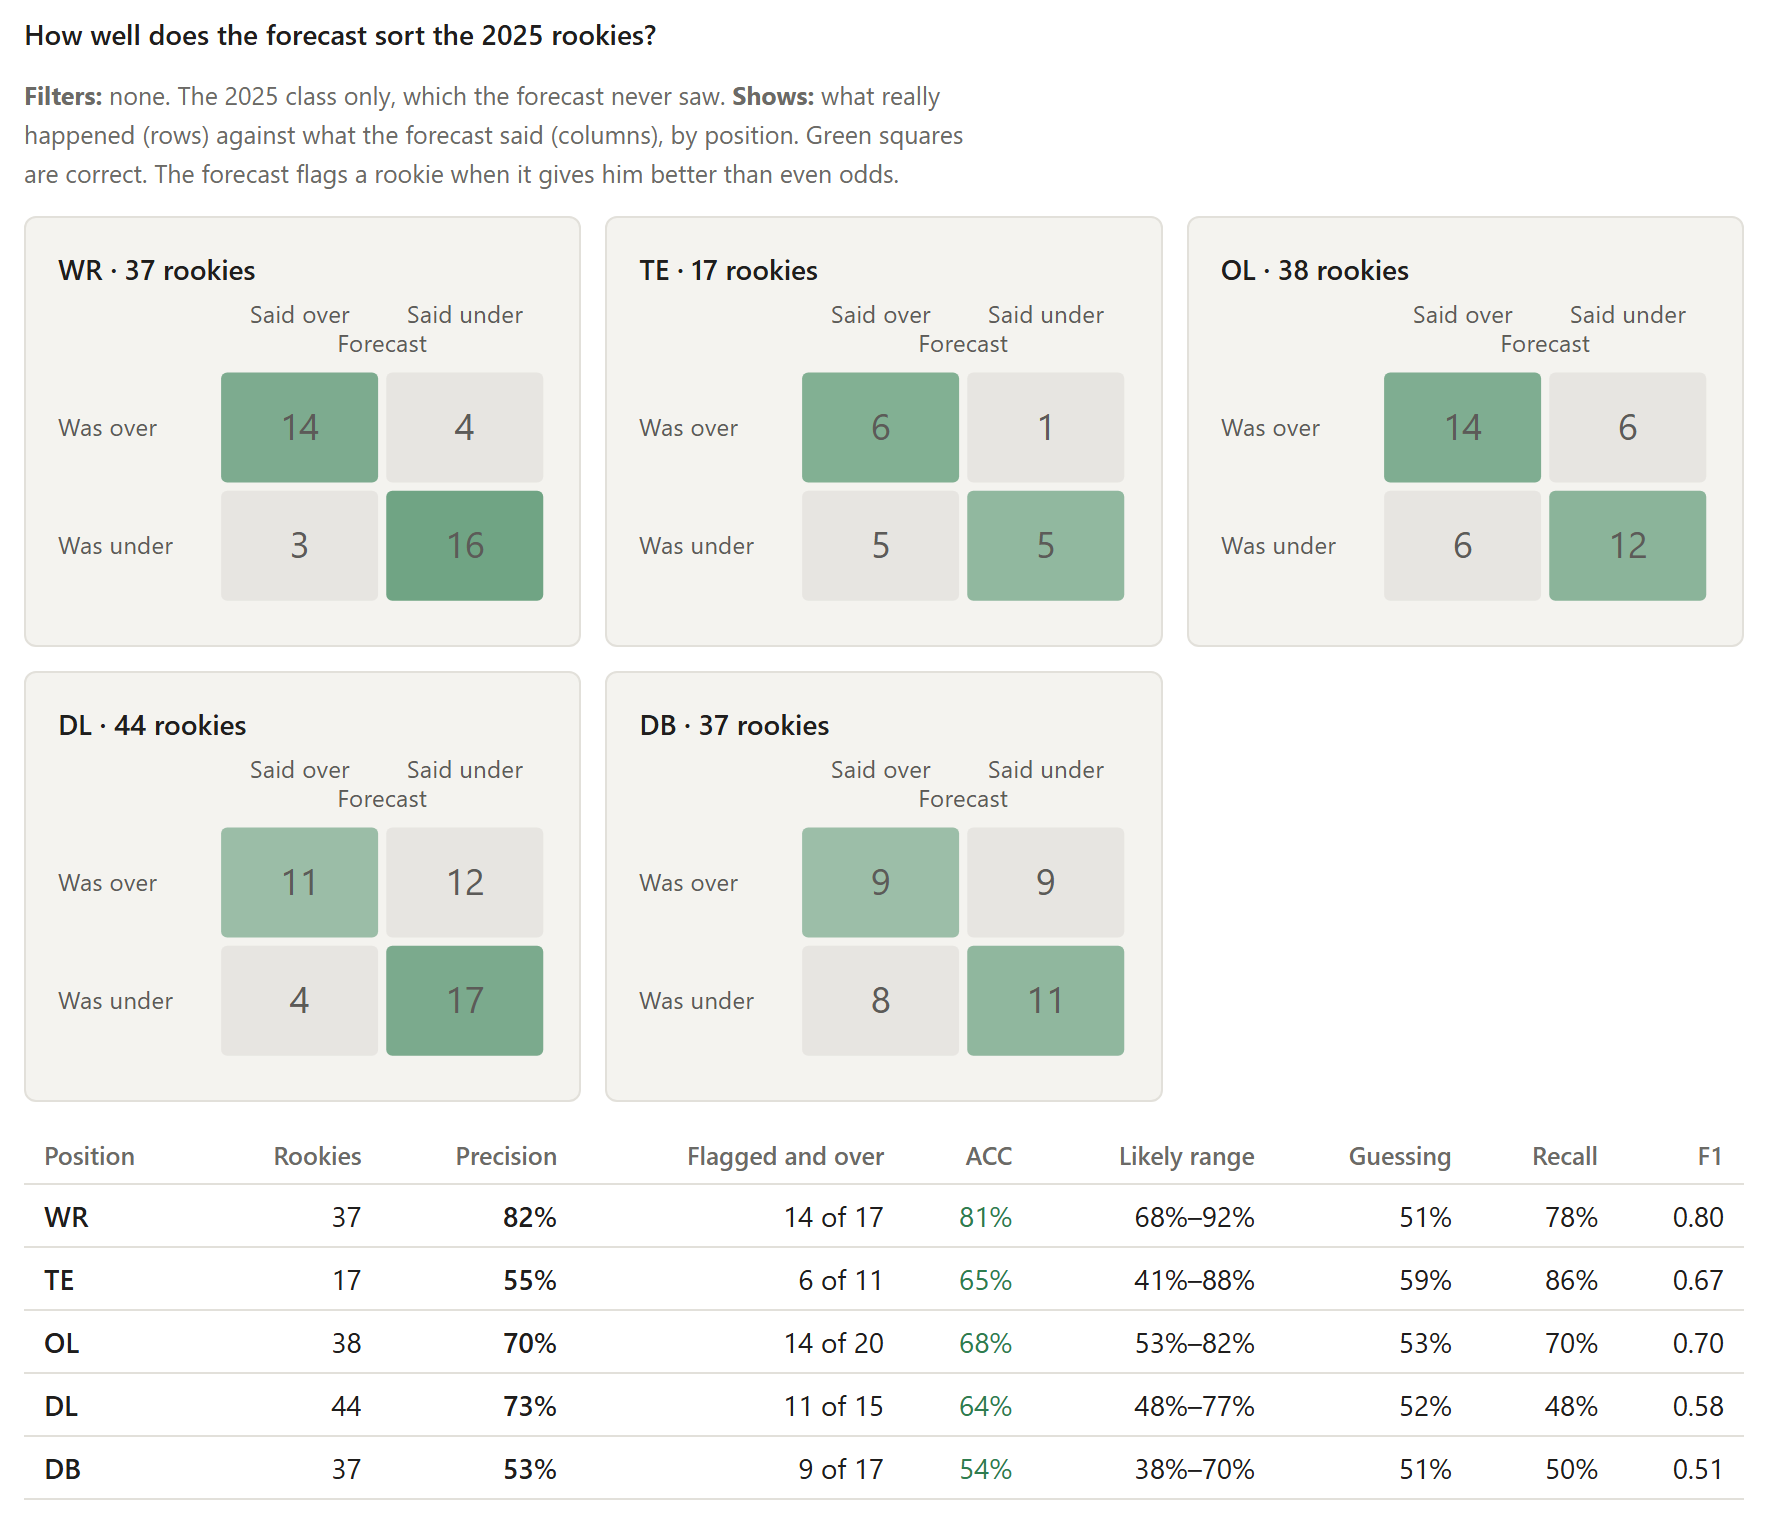 How well does the forecast sort the 2025 rookies?
Filters: none. The 2025 class only, which the forecast never saw. Shows: what really
happened (rows) against what the forecast said (columns), by position. Green squares
are correct. The forecast flags a rookie when it gives him better than even odds.
WR · 37 rookies
Said over Said under
Forecast
Was over 14 4
Was under 3 16
TE · 17 rookies
Said over Said under
Forecast
Was over 6 1
Was under 5 5
OL · 38 rookies
Said over Said under
Forecast
Was over 14 6
Was under 6 12
DL · 44 rookies
Said over Said under
Forecast
Was over 11 12
Was under 4 17
DB · 37 rookies
Said over Said under
Forecast
Was over 9 9
Was under 8 11
Position Rookies Precision Flagged and over ACC Likely range Guessing Recall F1
WR 37 82% 14 of 17 81% 68%–92% 51% 78% 0.80
TE 17 55% 6 of 11 65% 41%–88% 59% 86% 0.67
OL 38 70% 14 of 20 68% 53%–82% 53% 70% 0.70
DL 44 73% 11 of 15 64% 48%–77% 52% 48% 0.58
DB 37 53% 9 of 17 54% 38%–70% 51% 50% 0.51